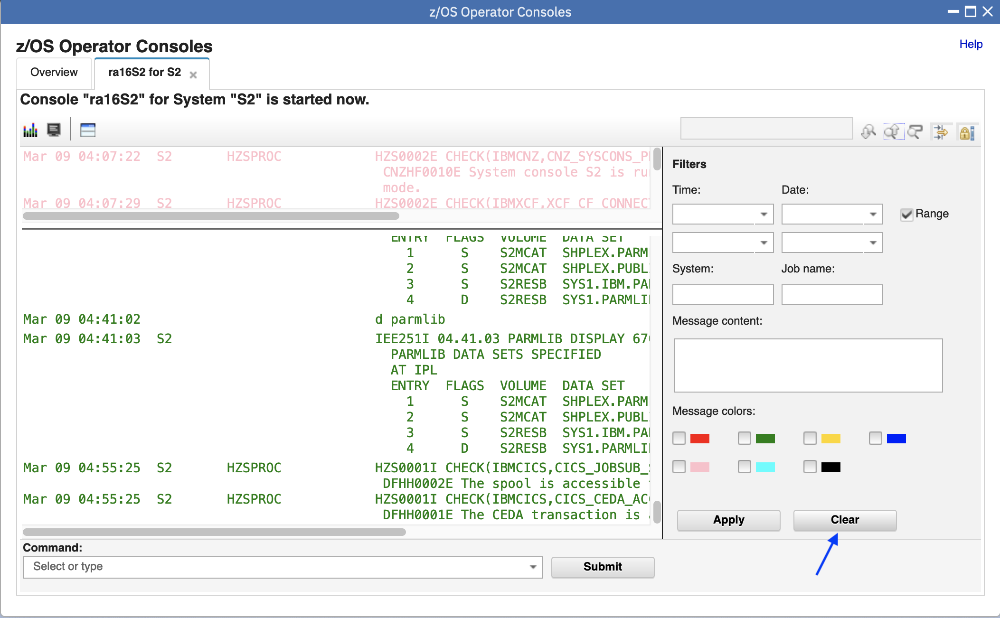 z/OS Operator Consoles
z/OS Operator Consoles
Help
Overview
ra16S2 for S2
Console "ra16S2" for System "S2" is started now.
Mar 09 04:07:22 S2 HZSPROC HZS0002E CHECK(IBMCNZ,CNZ_SYSCONS_P
CNZHF0010E System console S2 is ru
mode.
Mar 09 04:07:29 S2 HZSPROC HZS0002E CHECK(IBMXCF,XCF_CF_CONNEC
ENTRY FLAGS VOLUME DATA SET
1 S S2MCAT SHPLEX.PARM
2 S S2MCAT SHPLEX.PUBL
3 S S2RESB SYS1.IBM.PA
4 D S2RESB SYS1.PARMLI
Mar 09 04:41:02 d parmlib
Mar 09 04:41:03 S2 IEE251I 04.41.03 PARMLIB DISPLAY 67
PARMLIB DATA SETS SPECIFIED
AT IPL
ENTRY FLAGS VOLUME DATA SET
1 S S2MCAT SHPLEX.PARM
2 S S2MCAT SHPLEX.PUBL
3 S S2RESB SYS1.IBM.PA
4 D S2RESB SYS1.PARMLI
Mar 09 04:55:25 S2 HZSPROC HZS0001I CHECK(IBMCICS,CICS_JOBSUB_
DFHH0002E The spool is accessible
Mar 09 04:55:25 S2 HZSPROC HZS0001I CHECK(IBMCICS,CICS_CEDA_AC
DFHH0001E The CEDA transaction is
Filters
Time: Date:
Range
System: Job name:
Message content:
Message colors:
Apply Clear
Command:
Select or type
Submit